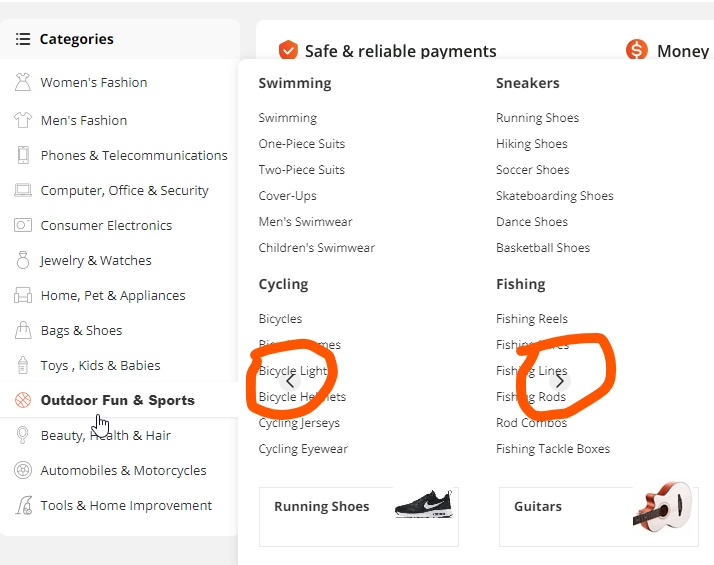 Categories
Safe & reliable payments
Money
Women's Fashion
Men's Fashion
Phones & Telecommunications
Computer, Office & Security
Consumer Electronics
Jewelry & Watches
Home, Pet & Appliances
Bags & Shoes
Toys , Kids & Babies
Outdoor Fun & Sports
Beauty, Health & Hair
Automobiles & Motorcycles
Tools & Home Improvement
Swimming
Swimming
One-Piece Suits
Two-Piece Suits
Cover-Ups
Men's Swimwear
Children's Swimwear
Sneakers
Running Shoes
Hiking Shoes
Soccer Shoes
Skateboarding Shoes
Dance Shoes
Basketball Shoes
Cycling
Bicycles
Bicycle
Bicycle Light
Bicycle Helmets
Cycling Jerseys
Cycling Eyewear
Fishing
Fishing Reels
Fishing
Fishing Lines
Fishing Rods
Rod Combos
Fishing Tackle Boxes
Running Shoes
Guitars